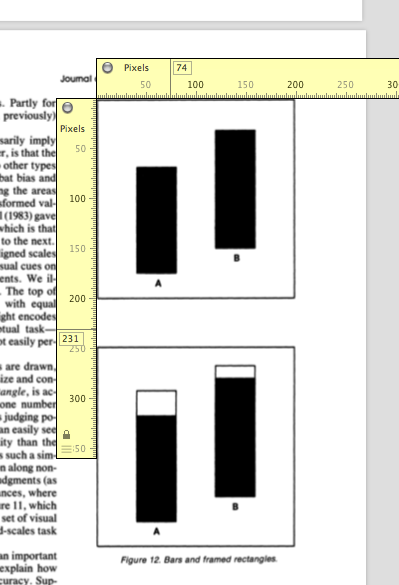 Pixels 74
50 100 150 200 250 30
Journal
. Partly for
previously)
sarily imply
r, is that the
other types
bat bias and
ng the areas
sformed val-
l (1983) gave
which is that
to the next.
ligned scales
sual cues on
ents. We il-
. The top of
with equal
ight encodes
ptual task—
ot easily per-
s are drawn,
ize and con-
angle, is ac-
one number
s judging po-
an easily see
ity than the
s such a sim-
n along non-
dgments (as
ances, where
re 11, which
set of visual
d-scales task
an important
explain how
curacy. Sup-
Pixels
50
100
150
200
231
250
300
50
A
B
A
B
Figure 12. Bars and framed rectangles.